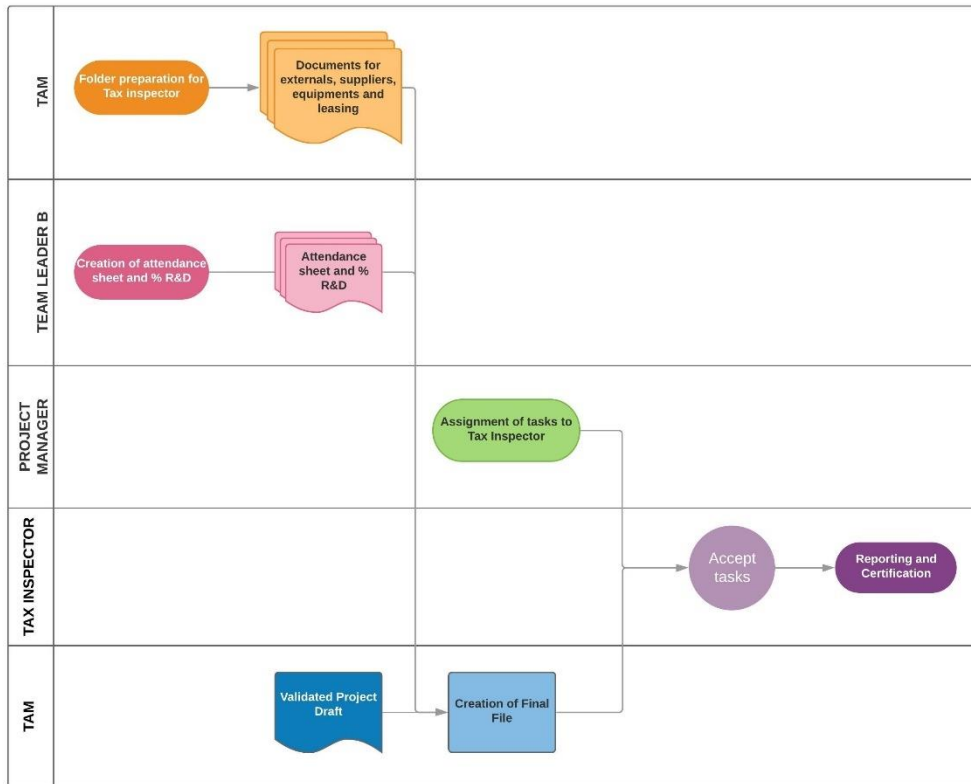 TAM
Folder preparation for
Tax inspector
Documents for
externals, suppliers,
equipments and
leasing
TEAM LEADER B
Creation of attendance
sheet and % R&D
Attendance
sheet and %
R&D
PROJECT
MANAGER
Assignment of tasks to
Tax Inspector
TAX INSPECTOR
Accept
tasks
Reporting and
Certification
TAM
Validated Project
Draft
Creation of Final
File